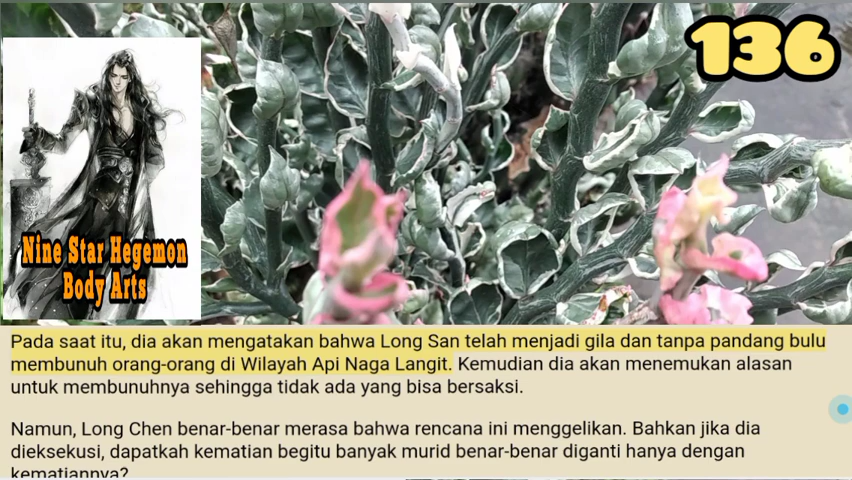 136
Nine Star Hegemon
Body Arts
Pada saat itu, dia akan mengatakan bahwa Long San telah menjadi gila dan tanpa pandang bulu
membunuh orang-orang di Wilayah Api Naga Langit. Kemudian dia akan menemukan alasan
untuk membunuhnya sehingga tidak ada yang bisa bersaksi.
Namun, Long Chen benar-benar merasa bahwa rencana ini menggelikan. Bahkan jika dia
dieksekusi, dapatkah kematian begitu banyak murid benar-benar diganti hanya dengan
kematiannya?